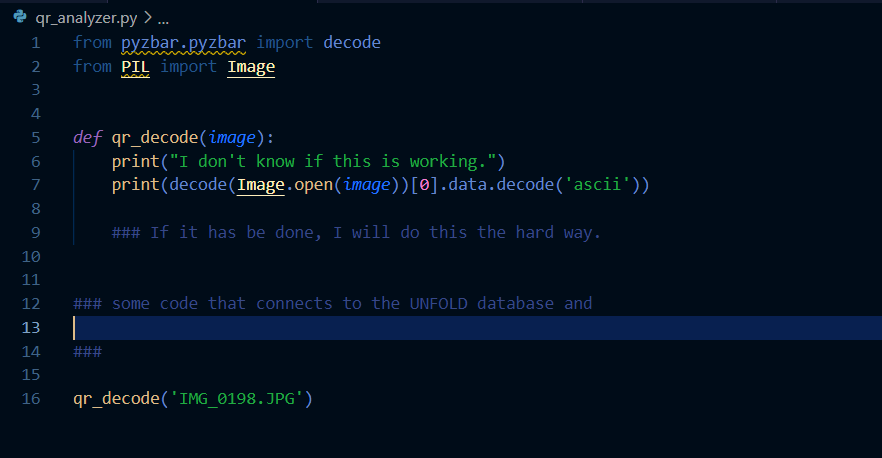 qr_analyzer.py > ...
1 from pyzbar.pyzbar import decode
2 from PIL import Image
3
4
5 def qr_decode(image):
6     print("I don't know if this is working.")
7     print(decode(Image.open(image))[0].data.decode('ascii'))
8
9     ### If it has be done, I will do this the hard way.
10
11
12 ### some code that connects to the UNFOLD database and
13
14 ###
15
16 qr_decode('IMG_0198.JPG')